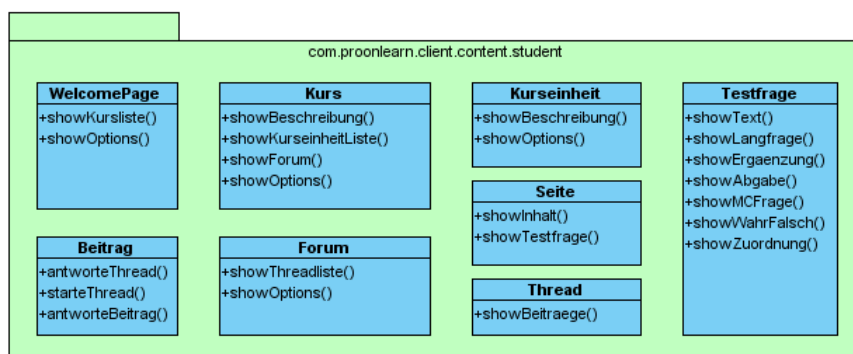 com.proonlearn.client.content.student
WelcomePage
+showKursliste()
+showOptions()
Kurs
+showBeschreibung()
+showKurseinheitListe()
+showForum()
+showOptions()
Kurseinheit
+showBeschreibung()
+showOptions()
Testfrage
+showText()
+showLangfrage()
+showErgaenzung()
+showAbgabe()
+showMCFrage()
+showWahrFalsch()
+showZuordnung()
Seite
+showInhalt()
+showTestfrage()
Beitrag
+antworteThread()
+starteThread()
+antworteBeitrag()
Forum
+showThreadliste()
+showOptions()
Thread
+showBeitraege()